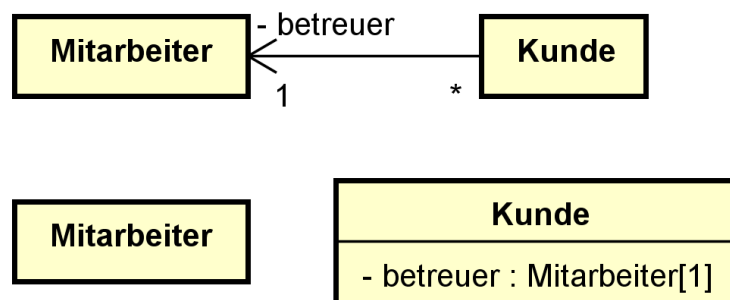 - betreuer
Mitarbeiter
Kunde
1
*
Mitarbeiter
Kunde
- betreuer : Mitarbeiter[1]